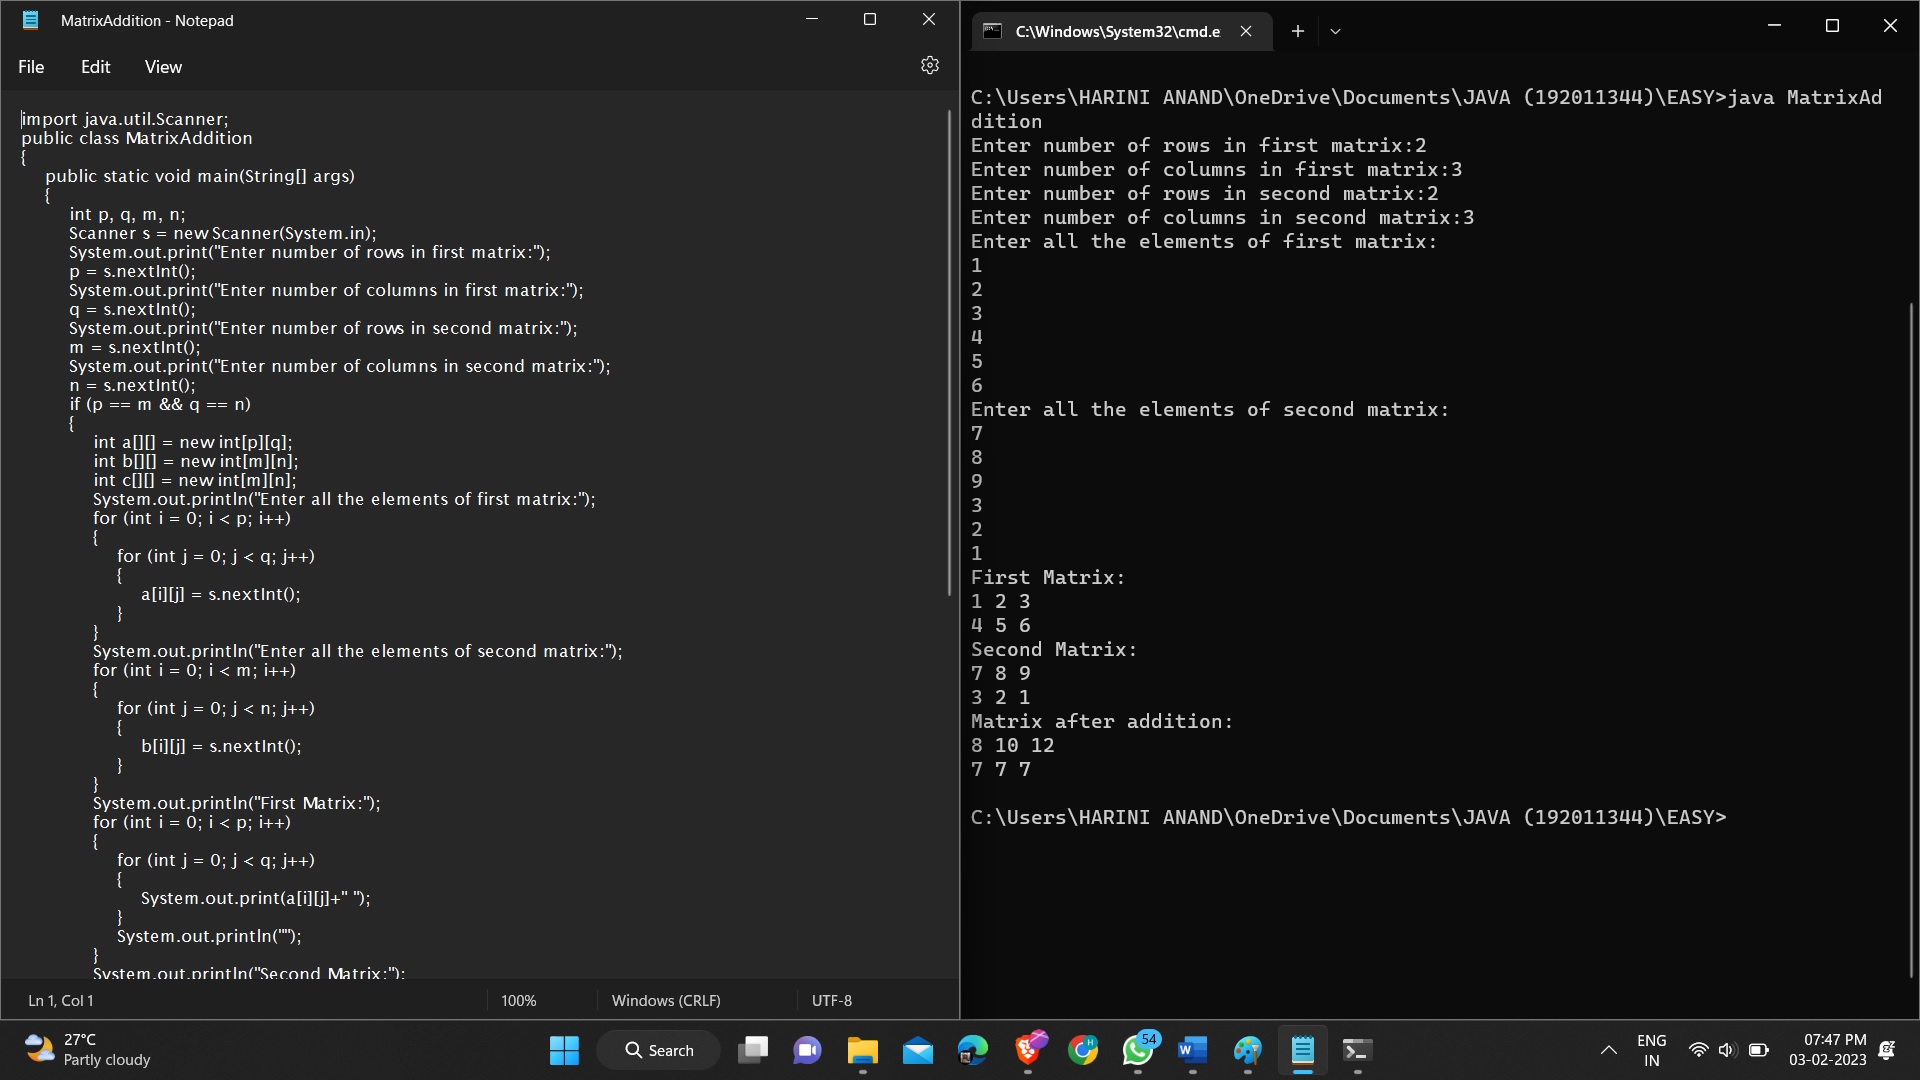 MatrixAddition - Notepad
File Edit View
import java.util.Scanner;
public class MatrixAddition
{
public static void main(String[] args)
{
int p, q, m, n;
Scanner s = new Scanner(System.in);
System.out.print("Enter number of rows in first matrix:");
p = s.nextInt();
System.out.print("Enter number of columns in first matrix:");
q = s.nextInt();
System.out.print("Enter number of rows in second matrix:");
m = s.nextInt();
System.out.print("Enter number of columns in second matrix:");
n = s.nextInt();
if (p == m && q == n)
{
int a[][] = new int[p][q];
int b[][] = new int[m][n];
int c[][] = new int[m][n];
System.out.println("Enter all the elements of first matrix:");
for (int i = 0; i < p; i++)
{
for (int j = 0; j < q; j++)
{
a[i][j] = s.nextInt();
}
}
System.out.println("Enter all the elements of second matrix:");
for (int i = 0; i < m; i++)
{
for (int j = 0; j < n; j++)
{
b[i][j] = s.nextInt();
}
}
System.out.println("First Matrix:");
for (int i = 0; i < p; i++)
{
for (int j = 0; j < q; j++)
{
System.out.print(a[i][j]+" ");
}
System.out.println("");
}
System.out.println("Second Matrix:");
Ln 1, Col 1 100% Windows (CRLF) UTF-8
C:\Windows\System32\cmd.e
C:\Users\HARINI ANAND\OneDrive\Documents\JAVA (192011344)\EASY>java MatrixAd
dition
Enter number of rows in first matrix:2
Enter number of columns in first matrix:3
Enter number of rows in second matrix:2
Enter number of columns in second matrix:3
Enter all the elements of first matrix:
1
2
3
4
5
6
Enter all the elements of second matrix:
7
8
9
3
2
1
First Matrix:
1 2 3
4 5 6
Second Matrix:
7 8 9
3 2 1
Matrix after addition:
8 10 12
7 7 7
C:\Users\HARINI ANAND\OneDrive\Documents\JAVA (192011344)\EASY>
27°C
Partly cloudy
Search
54
ENG
IN
07:47 PM
03-02-2023